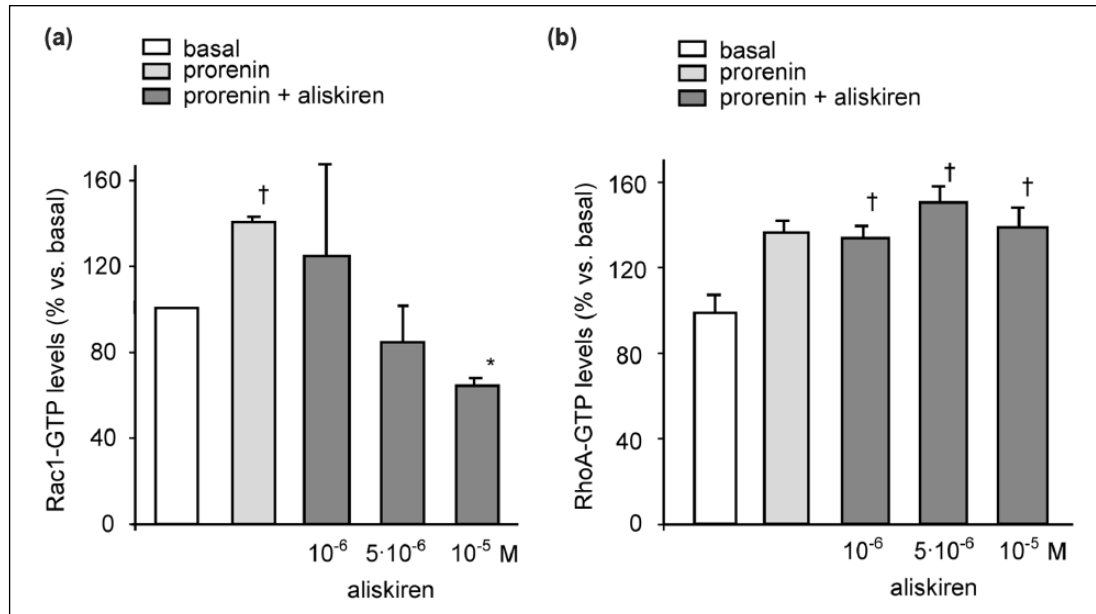 (a)
basal
prorenin
prorenin + aliskiren
Rac1-GTP levels (% vs. basal)
160
120
80
40
0
†
*
10⁻⁶ 5·10⁻⁶ 10⁻⁵ M
aliskiren
(b)
basal
prorenin
prorenin + aliskiren
RhoA-GTP levels (% vs. basal)
160
120
80
40
0
† † †
10⁻⁶ 5·10⁻⁶ 10⁻⁵ M
aliskiren